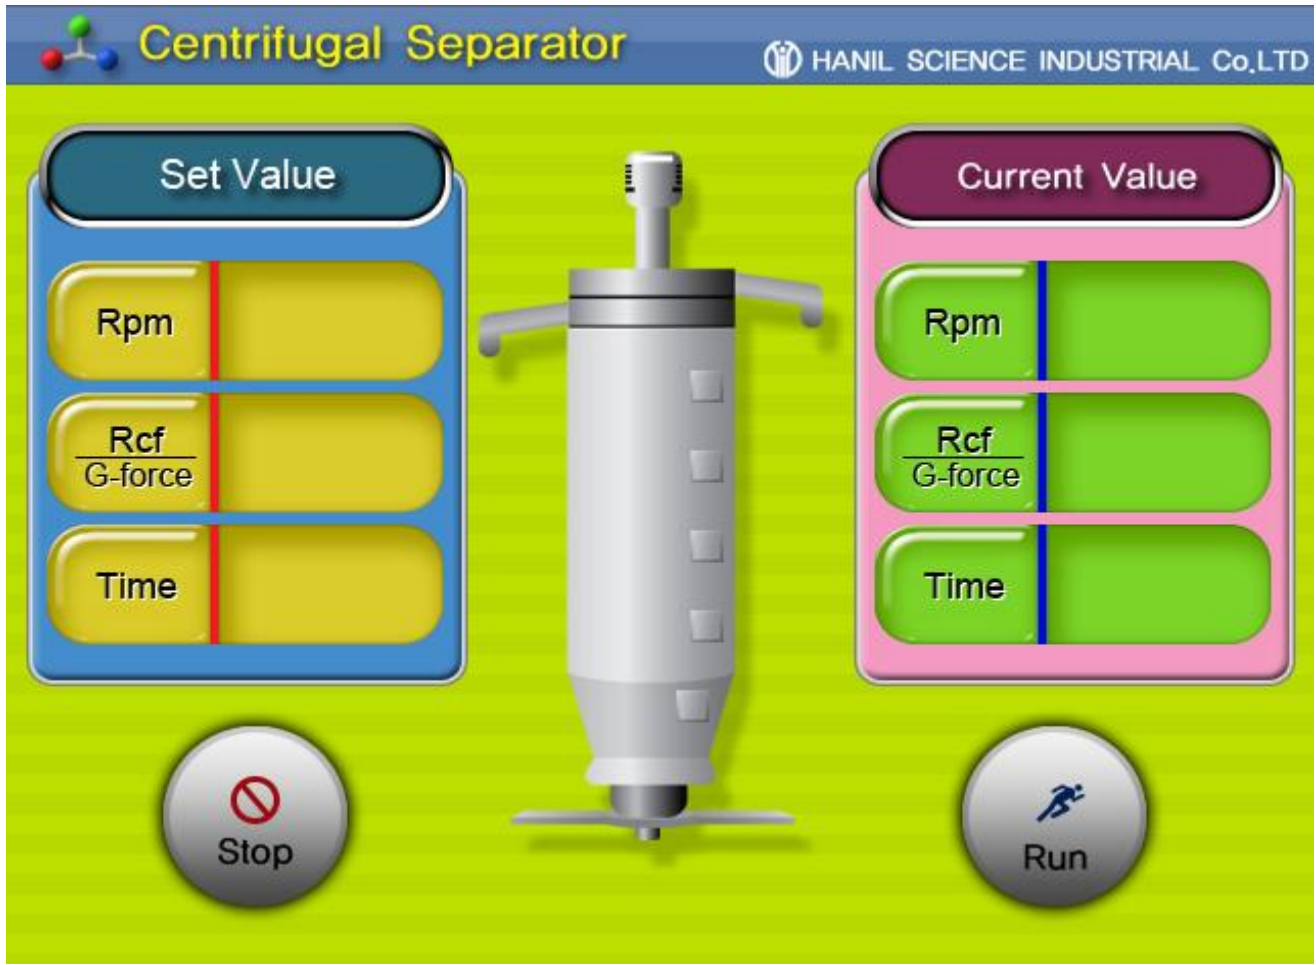 Centrifugal Separator
HANIL SCIENCE INDUSTRIAL Co.LTD
Set Value
Rpm
Rcf
G-force
Time
Stop
Current Value
Rpm
Rcf
G-force
Time
Run